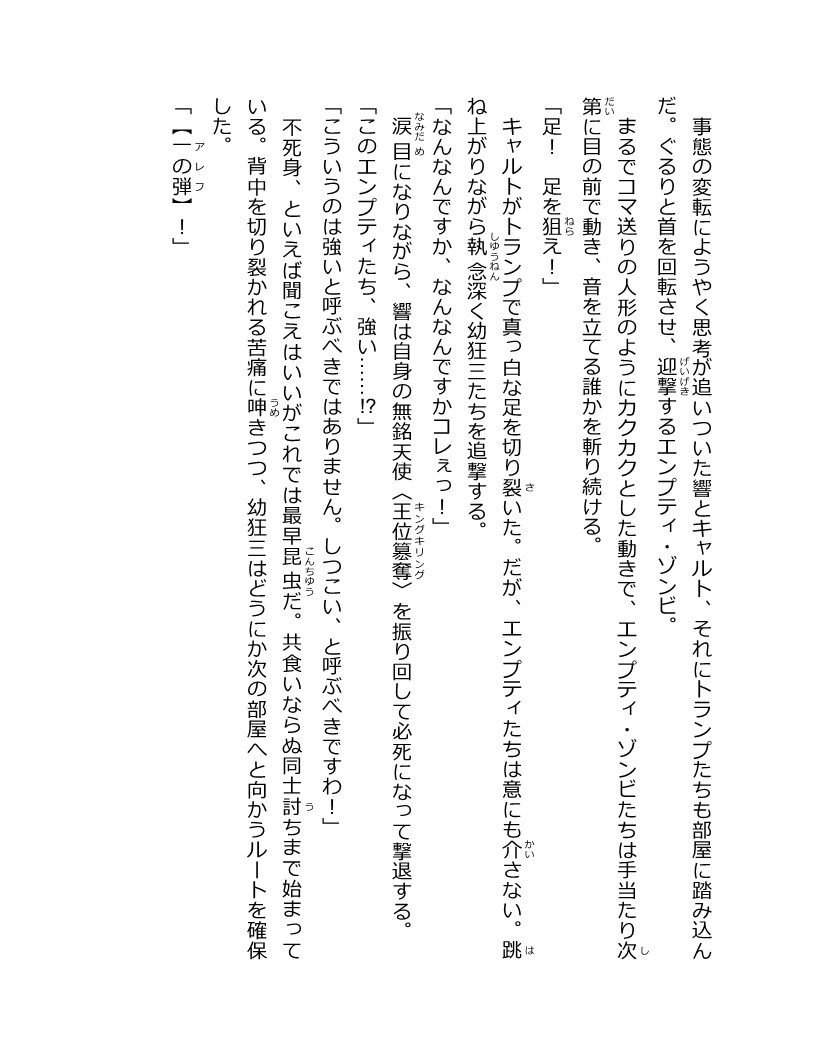 事態の変転にようやく思考が追いついた響とキャルト、それにトランプたちも部屋に踏み込ん
だ。ぐるりと首を回転させ、迎撃するエンプティ・ゾンビ。
　まるでコマ送りの人形のようにカクカクとした動きで、エンプティ・ゾンビたちは手当たり次
第に目の前で動き、音を立てる誰かを斬り続ける。
「足！　足を狙え！」
　キャルトがトランプで真っ白な足を切り裂いた。だが、エンプティたちは意にも介さない。跳
ね上がりながら執念深く幼狂三たちを追撃する。
「なんなんですか、なんなんですかコレぇっ！」
　涙目になりながら、響は自身の無銘天使〈王位簒奪〉を振り回して必死になって撃退する。
「このエンプティたち、強い……!?」
「こういうのは強いと呼ぶべきではありません。しつこい、と呼ぶべきですわ！」
　不死身、といえば聞こえはいいがこれでは最早昆虫だ。共食いならぬ同士討ちまで始まって
いる。背中を切り裂かれる苦痛に呻きつつ、幼狂三はどうにか次の部屋へと向かうルートを確保
した。
「【一の弾】！」